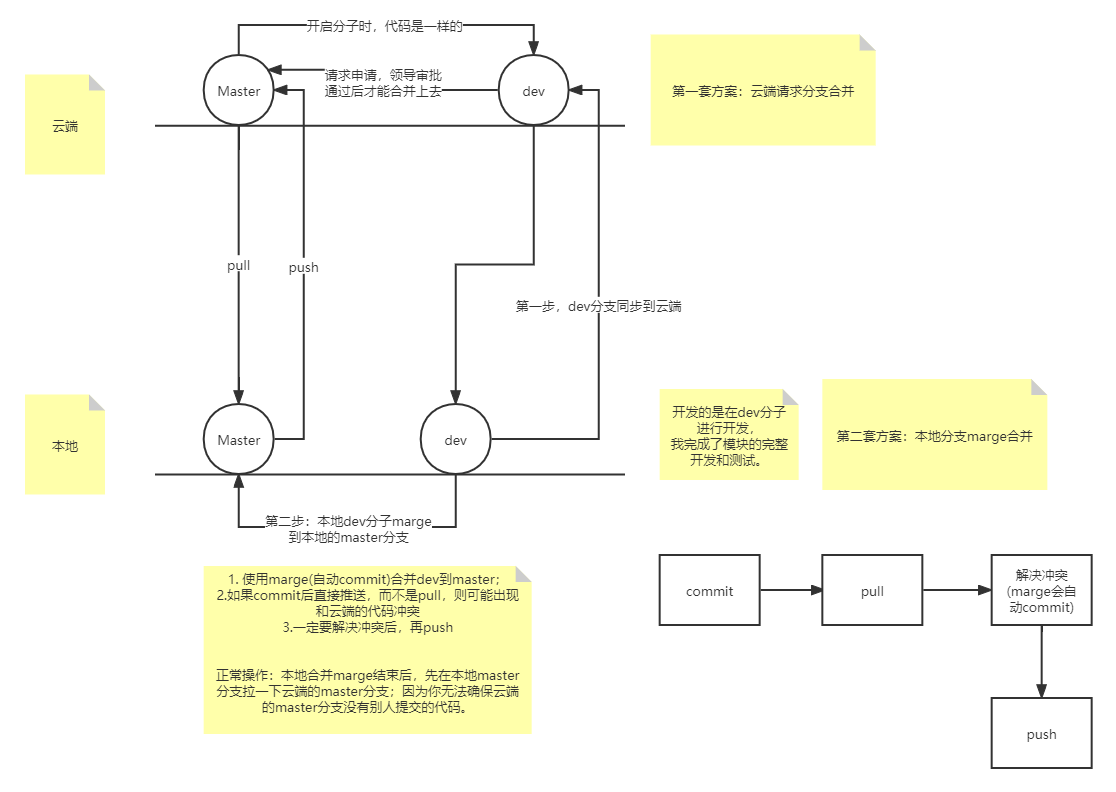 开启分子时，代码是一样的
云端
Master
请求申请，领导审批
通过后才能合并上去
dev
第一套方案：云端请求分支合并
pull
push
第一步，dev分支同步到云端
本地
Master
dev
开发的是在dev分子
进行开发，
我完成了模块的完整
开发和测试。
第二套方案：本地分支marge合并
第二步：本地dev分子marge
到本地的master分支
1. 使用marge(自动commit)合并dev到master；
2.如果commit后直接推送，而不是pull，则可能出现
和云端的代码冲突
3.一定要解决冲突后，再push
正常操作：本地合并marge结束后，先在本地master
分支拉一下云端的master分支；因为你无法确保云端
的master分支没有别人提交的代码。
commit
pull
解决冲突
(marge会自
动commit)
push